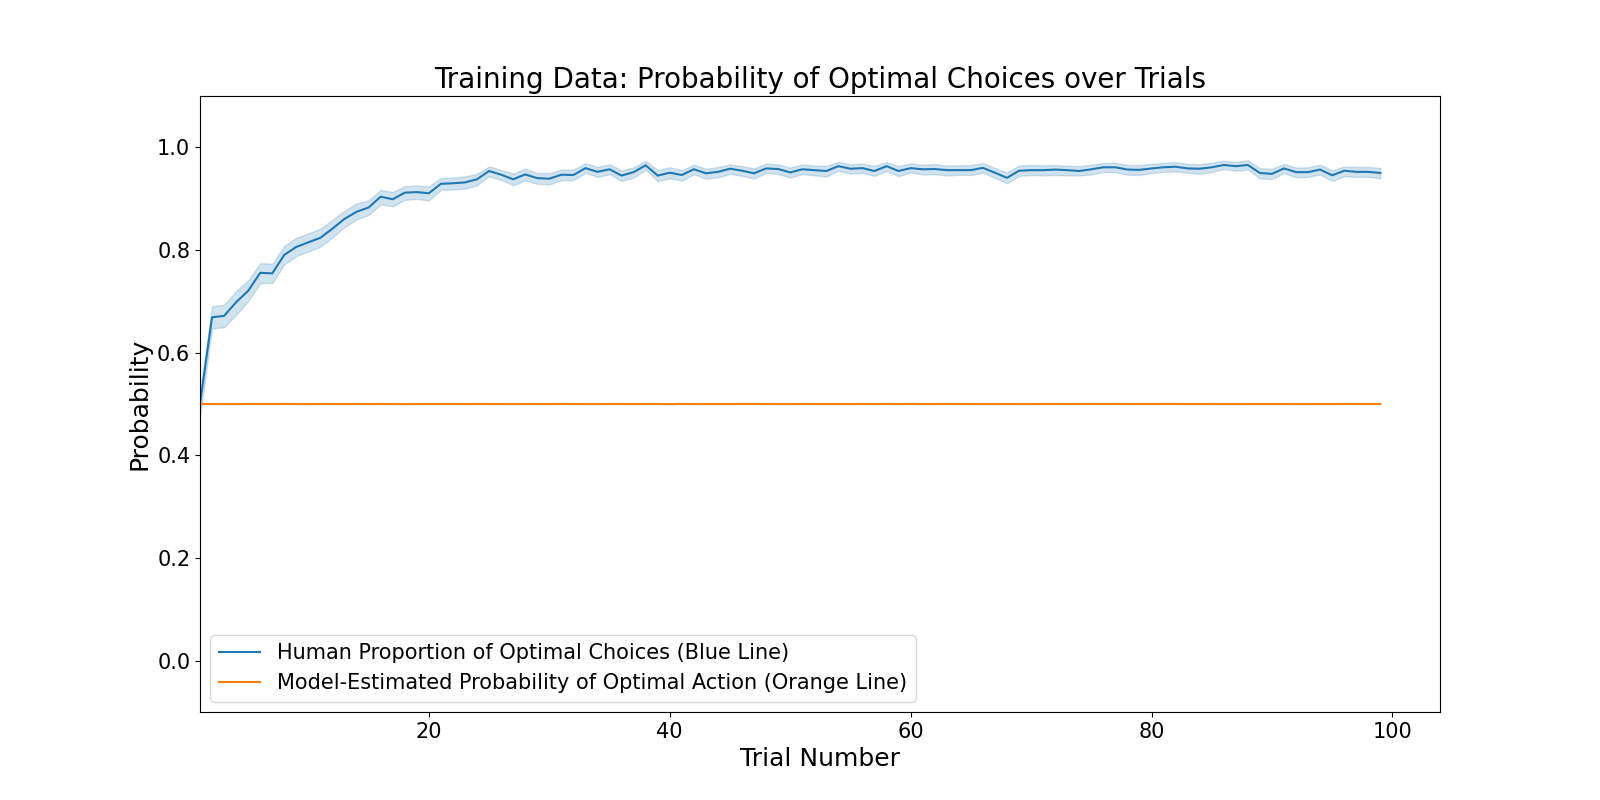 Training Data: Probability of Optimal Choices over Trials
Probability
1.0
0.8
0.6
0.4
0.2
0.0
Human Proportion of Optimal Choices (Blue Line)
Model-Estimated Probability of Optimal Action (Orange Line)
20 40 60 80 100
Trial Number